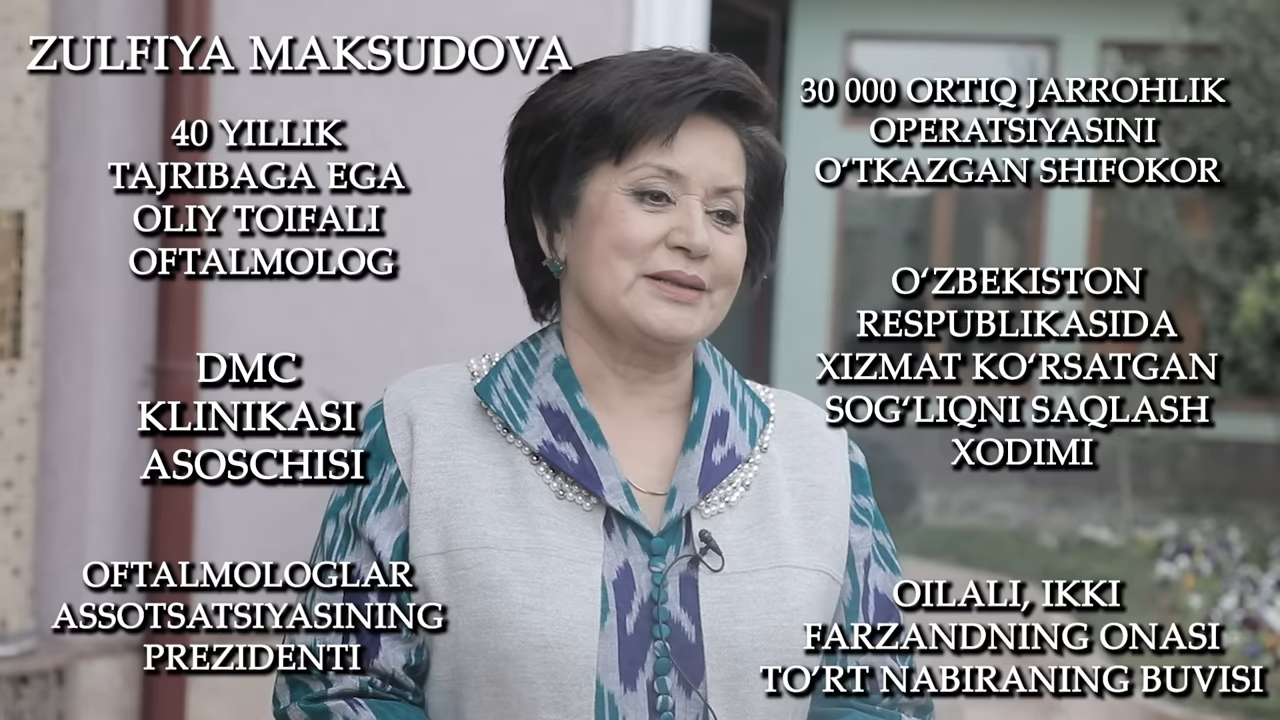 ZULFIYA MAKSUDOVA
40 YILLIK
TAJRIBAGA EGA
OLIY TOIFALI
OFTALMOLOG
DMC
KLINIKASI
ASOSCHISI
OFTALMOLOGLAR
ASSOTSATSIYASINING
PREZIDENTI
30 000 ORTIQ JARROHLIK
OPERATSIYASINI
O‘TKAZGAN SHIFOKOR
O‘ZBEKISTON
RESPUBLIKASIDA
XIZMAT KO‘RSATGAN
SOG‘LIQNI SAQLASH
XODIMI
OILALI, IKKI
FARZANDNING ONASI
TO’RT NABIRANING BUVISI